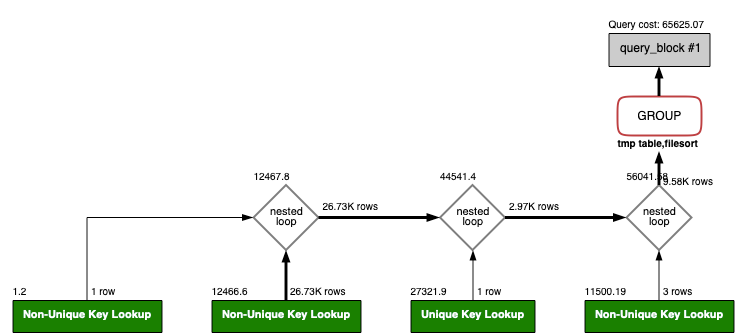 Query cost: 65625.07
query_block #1
GROUP
tmp table,filesort
12467.8
44541.4
56041.58
9.58K rows
nested
loop
26.73K rows
nested
loop
2.97K rows
nested
loop
1.2
1 row
12466.6
26.73K rows
27321.9
1 row
11500.19
3 rows
Non-Unique Key Lookup
Non-Unique Key Lookup
Unique Key Lookup
Non-Unique Key Lookup